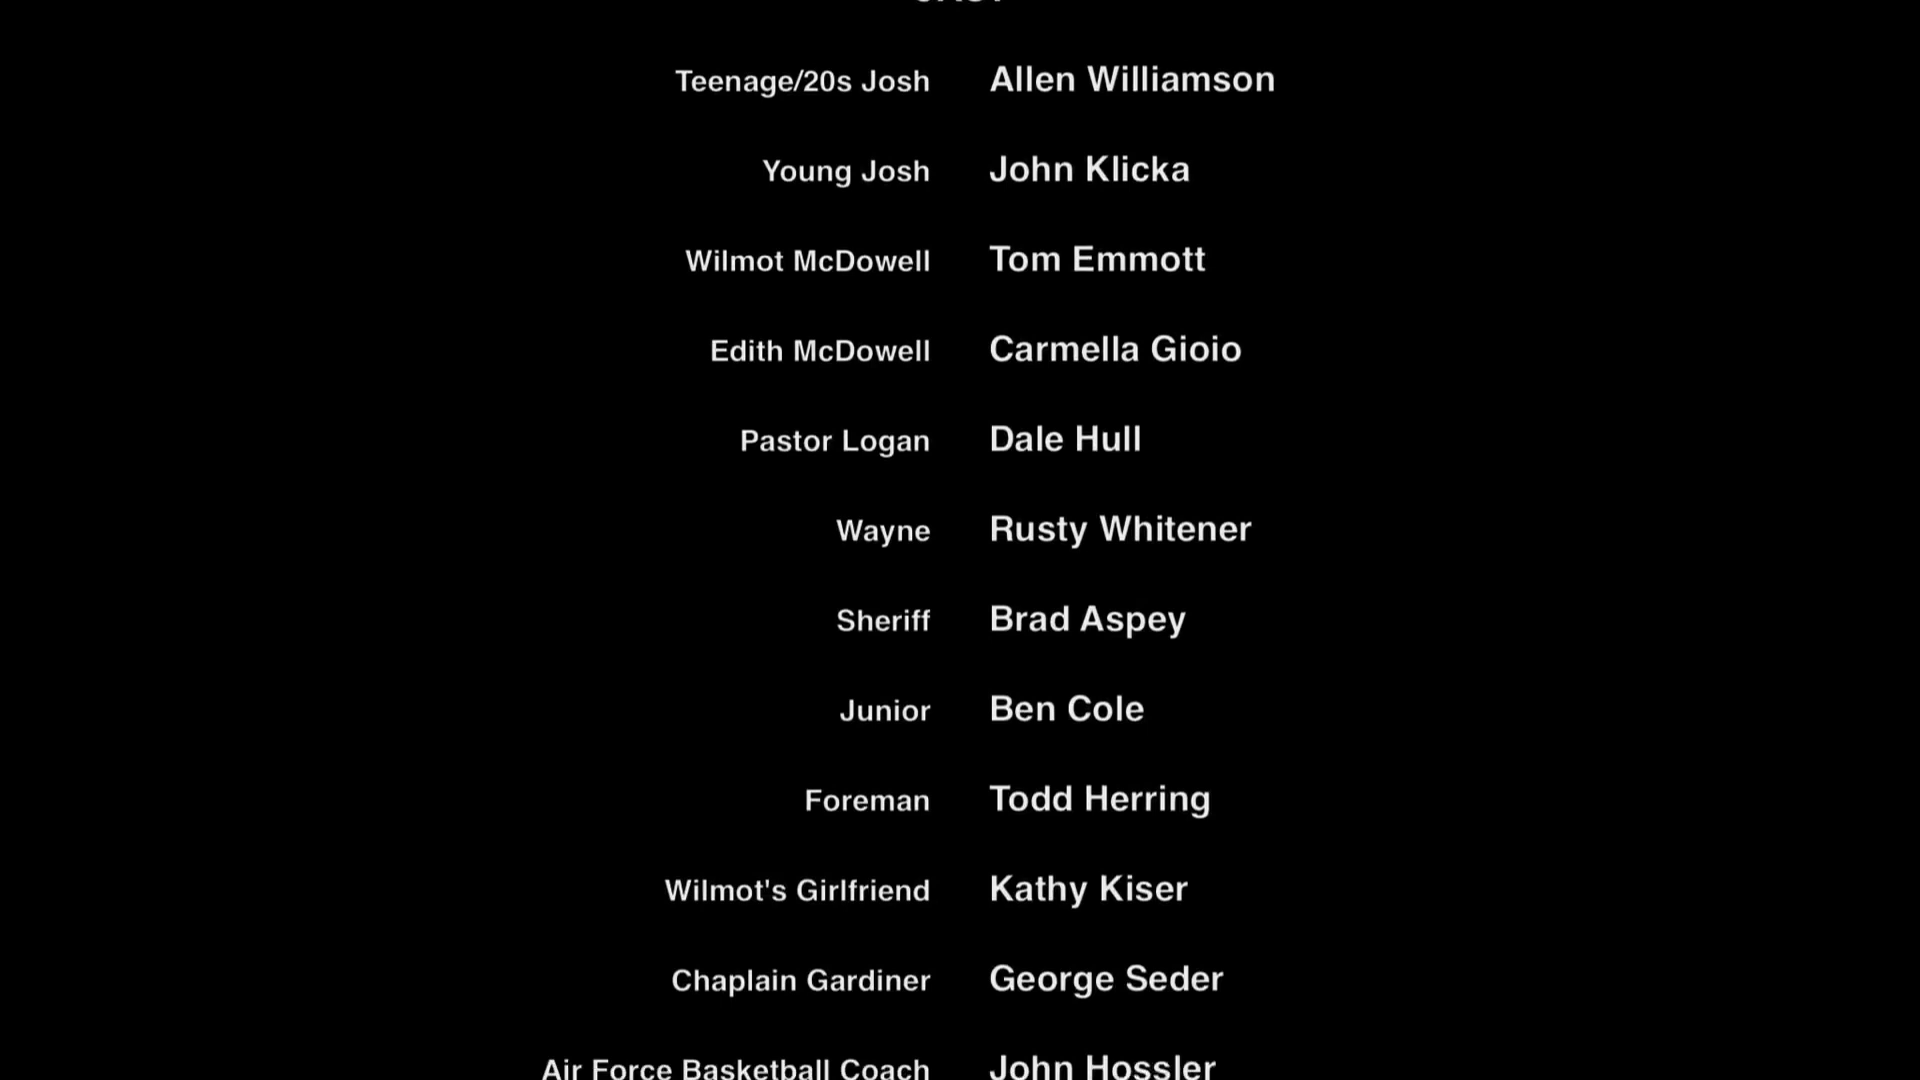 CAST
Teenage/20s Josh Allen Williamson
Young Josh John Klicka
Wilmot McDowell Tom Emmott
Edith McDowell Carmella Gioio
Pastor Logan Dale Hull
Wayne Rusty Whitener
Sheriff Brad Aspey
Junior Ben Cole
Foreman Todd Herring
Wilmot's Girlfriend Kathy Kiser
Chaplain Gardiner George Seder
Air Force Basketball Coach John Hossler